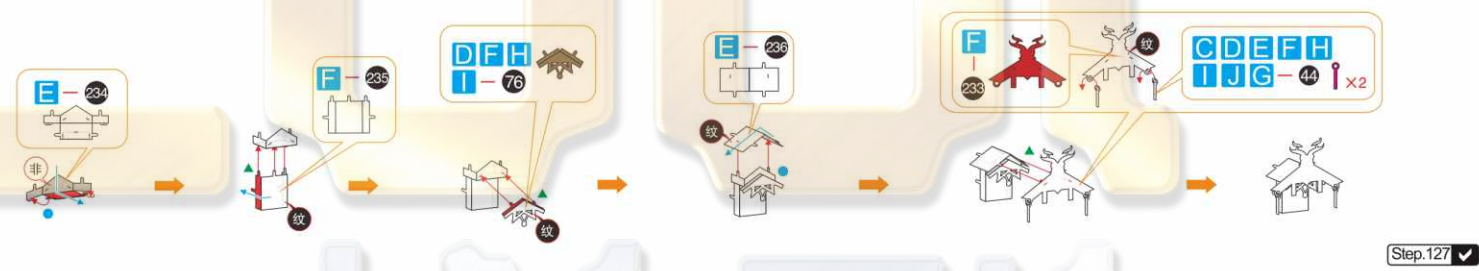 E - 234
非
F - 235
纹
D F H
I - 76
纹
E - 236
纹
F - 233
纹
C D E F H
I J G - 44 ×2
Step.127